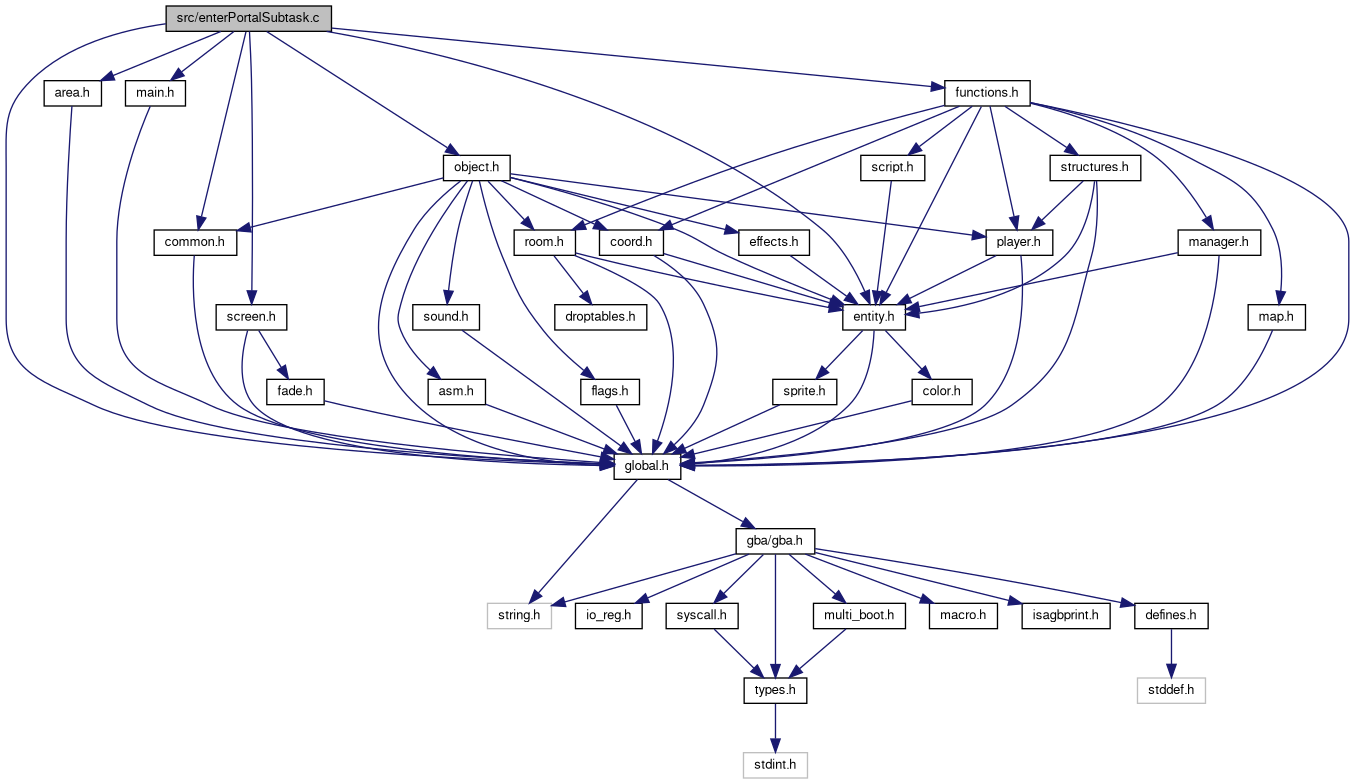 src/enterPortalSubtask.c
area.h
main.h
functions.h
object.h
script.h
structures.h
common.h
room.h
coord.h
effects.h
player.h
manager.h
screen.h
sound.h
droptables.h
entity.h
map.h
fade.h
asm.h
flags.h
sprite.h
color.h
global.h
gba/gba.h
string.h
io_reg.h
syscall.h
multi_boot.h
macro.h
isagbprint.h
defines.h
types.h
stddef.h
stdint.h